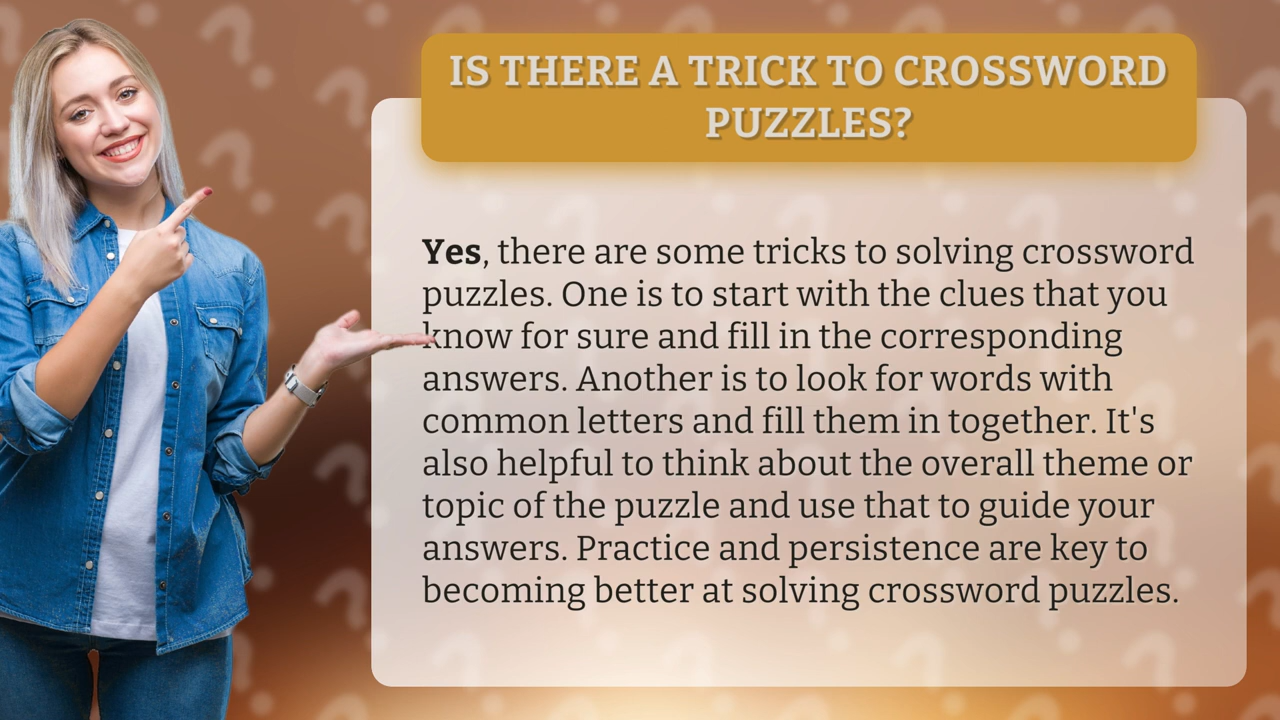 IS THERE A TRICK TO CROSSWORD
PUZZLES?
Yes, there are some tricks to solving crossword
puzzles. One is to start with the clues that you
know for sure and fill in the corresponding
answers. Another is to look for words with
common letters and fill them in together. It's
also helpful to think about the overall theme or
topic of the puzzle and use that to guide your
answers. Practice and persistence are key to
becoming better at solving crossword puzzles.